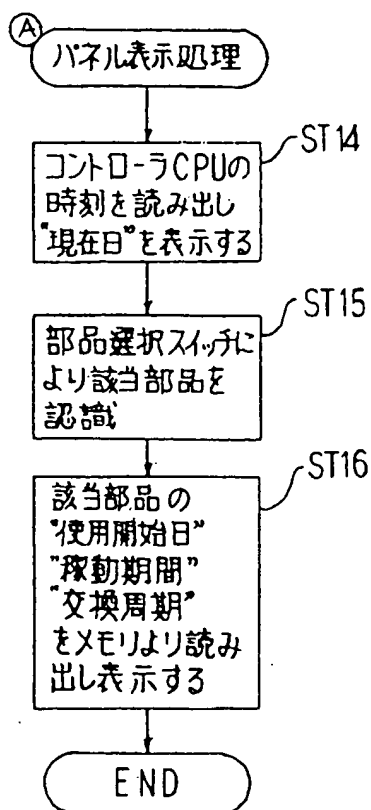 A
パネル表示処理
ST14
コントローラCPUの
時刻を読み出し
"現在日"を表示する
ST15
部品選択スイッチに
より該当部品を
認識
ST16
該当部品の
"使用開始日"
"稼動期間"
"交換周期"
をメモリより読み
出し表示する
END